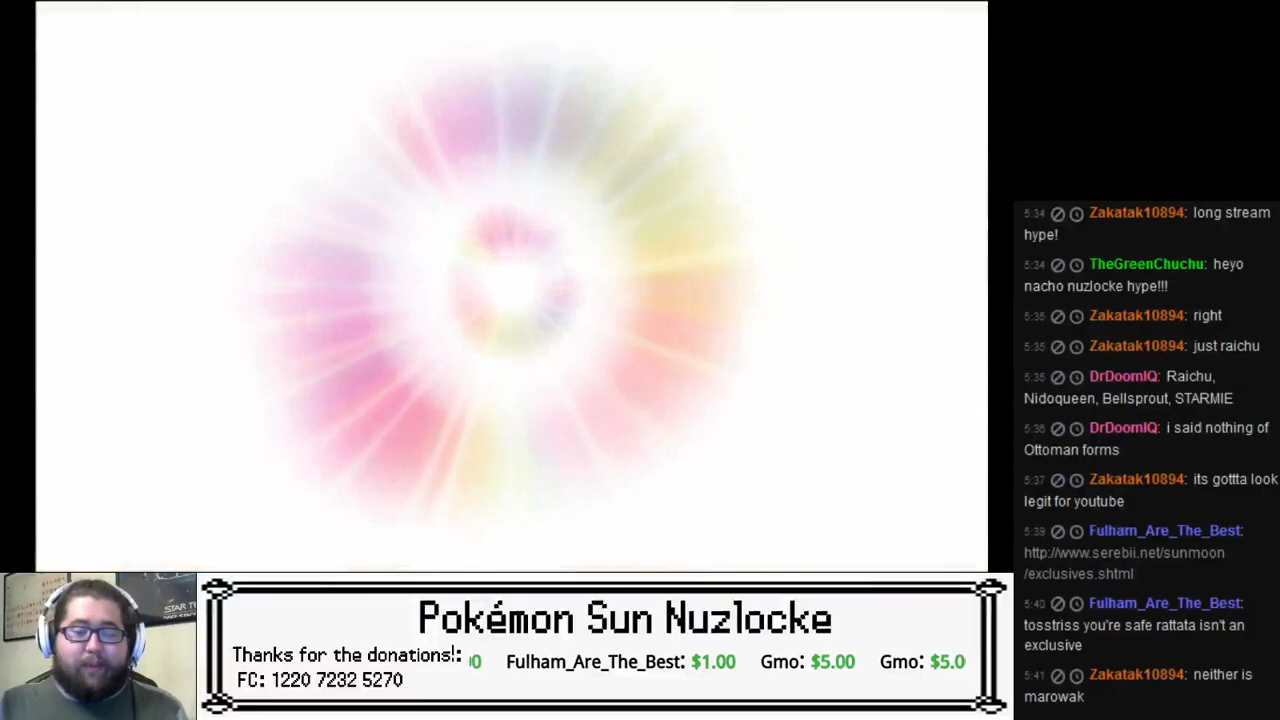 5:34 Zakatak10894: long stream
hype!
5:34 TheGreenChuchu: heyo
nacho nuzlocke hype!!!
5:35 Zakatak10894: right
5:35 Zakatak10894: just raichu
5:35 DrDoomIQ: Raichu,
Nidoqueen, Bellsprout, STARMIE
5:36 DrDoomIQ: i said nothing of
Ottoman forms
5:37 Zakatak10894: its gottta look
legit for youtube
5:39 Fulham_Are_The_Best:
http://www.serebii.net/sunmoon
/exclusives.shtml
5:40 Fulham_Are_The_Best:
tosstriss you're safe rattata isn't an
exclusive
5:41 Zakatak10894: neither is
marowak
STAR
Pokémon Sun Nuzlocke
Thanks for the donations!: 00 Fulham_Are_The_Best: $1.00 Gmo: $5.00 Gmo: $5.0
FC: 1220 7232 5270